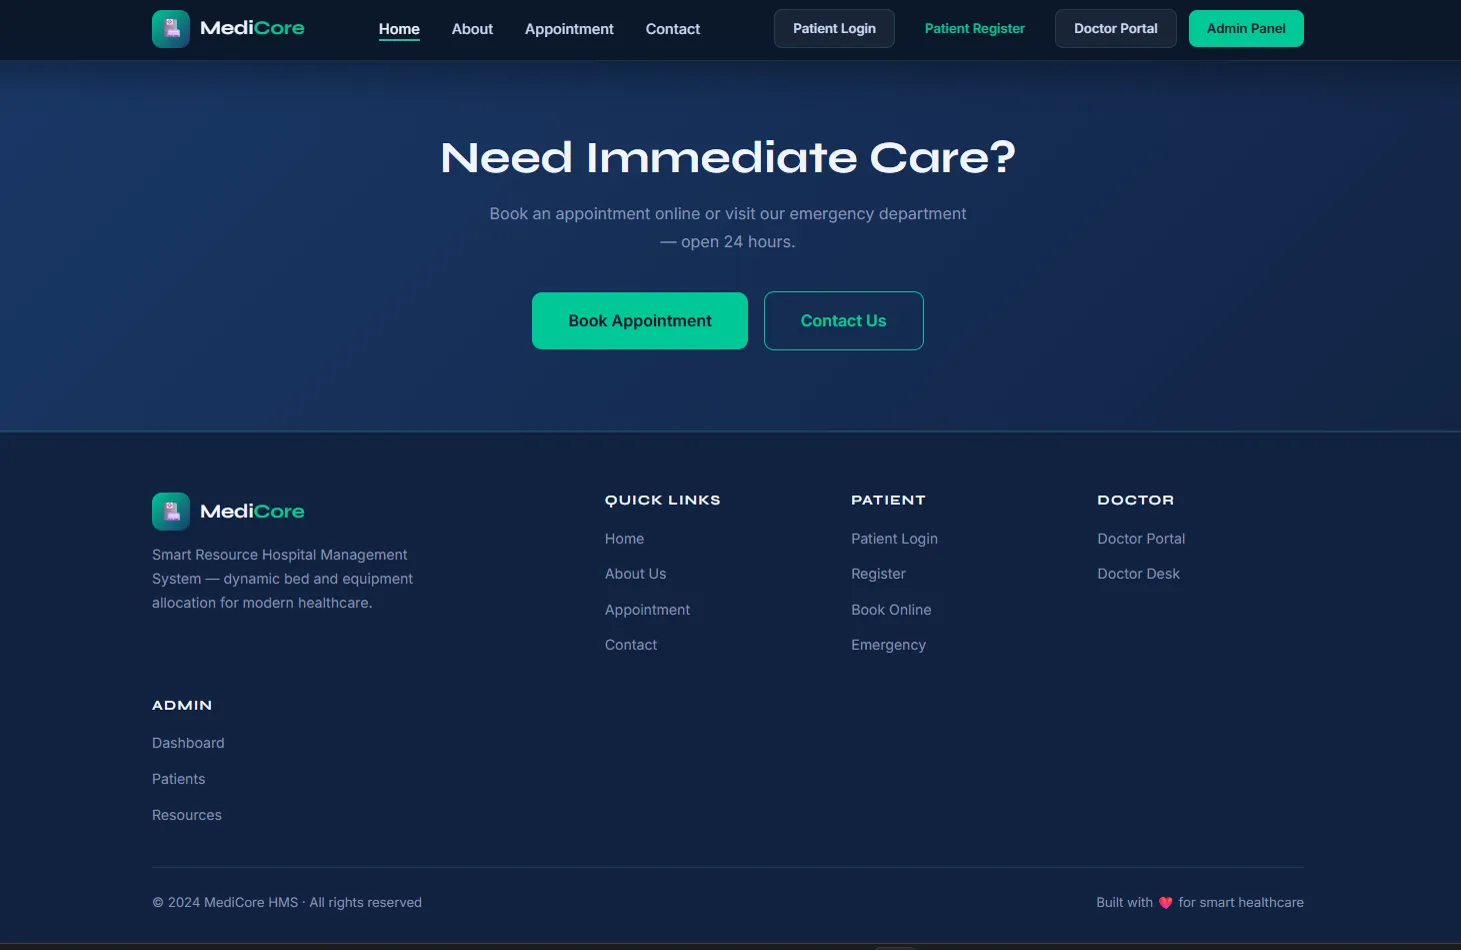 MediCore
Home
About
Appointment
Contact
Patient Login
Patient Register
Doctor Portal
Admin Panel
Need Immediate Care?
Book an appointment online or visit our emergency department
— open 24 hours.
Book Appointment
Contact Us
MediCore
Smart Resource Hospital Management
System — dynamic bed and equipment
allocation for modern healthcare.
QUICK LINKS
Home
About Us
Appointment
Contact
PATIENT
Patient Login
Register
Book Online
Emergency
DOCTOR
Doctor Portal
Doctor Desk
ADMIN
Dashboard
Patients
Resources
© 2024 MediCore HMS · All rights reserved
Built with ❤️ for smart healthcare